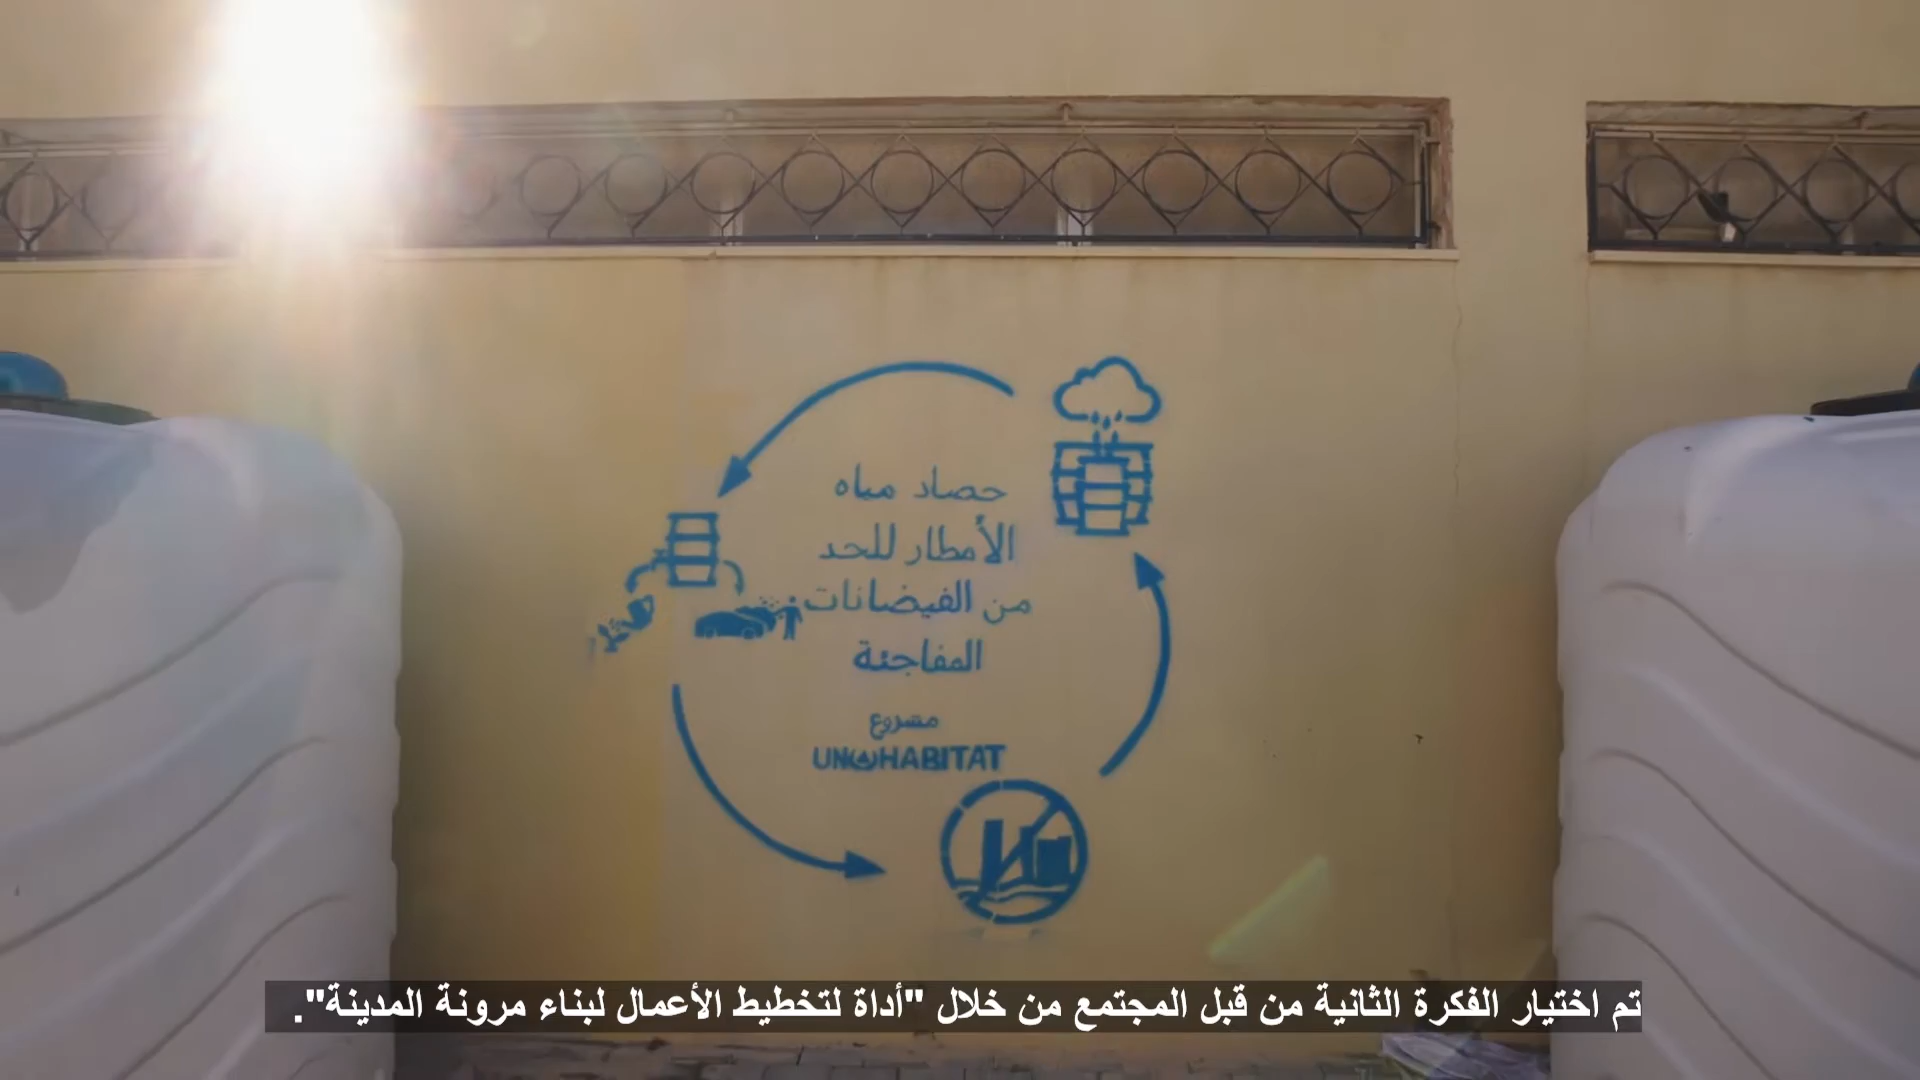 حصاد مياه
الأمطار للحد
من الفيضانات
المفاجئة
مشروع
UN HABITAT
تم اختيار الفكرة الثانية من قبل المجتمع من خلال "أداة لتخطيط الأعمال لبناء مرونة المدينة".